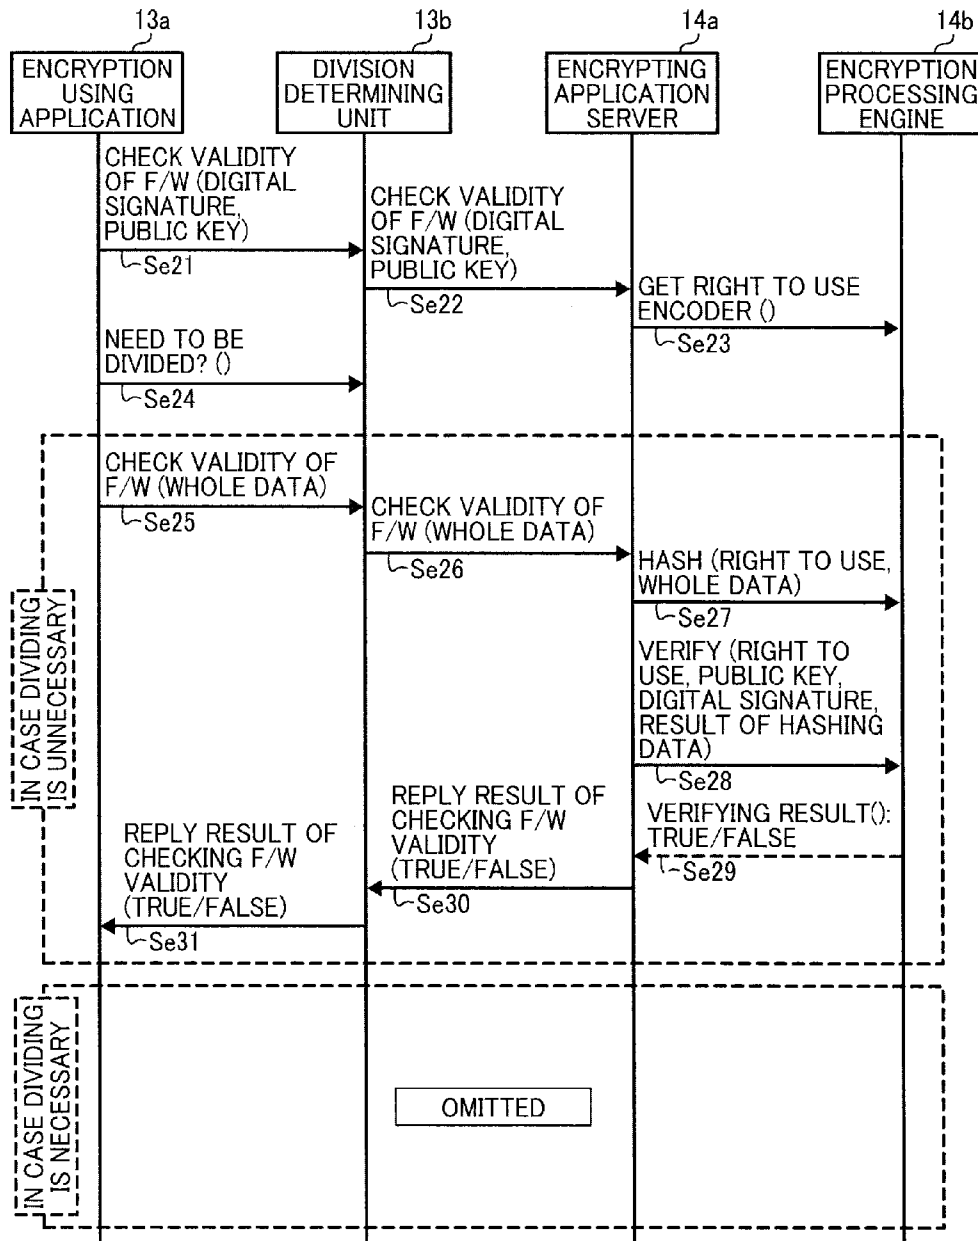 13a
13b
14a
14b
ENCRYPTION
USING
APPLICATION
DIVISION
DETERMINING
UNIT
ENCRYPTING
APPLICATION
SERVER
ENCRYPTION
PROCESSING
ENGINE
CHECK VALIDITY
OF F/W (DIGITAL
SIGNATURE,
PUBLIC KEY)
Se21
CHECK VALIDITY
OF F/W (DIGITAL
SIGNATURE,
PUBLIC KEY)
Se22
GET RIGHT TO USE
ENCODER ()
Se23
NEED TO BE
DIVIDED? ()
Se24
IN CASE DIVIDING
IS UNNECESSARY
CHECK VALIDITY OF
F/W (WHOLE DATA)
Se25
CHECK VALIDITY OF
F/W (WHOLE DATA)
Se26
HASH (RIGHT TO USE,
WHOLE DATA)
Se27
VERIFY (RIGHT TO
USE, PUBLIC KEY,
DIGITAL SIGNATURE,
RESULT OF HASHING
DATA)
Se28
VERIFYING RESULT():
TRUE/FALSE
Se29
REPLY RESULT OF
CHECKING F/W
VALIDITY
(TRUE/FALSE)
Se30
REPLY RESULT OF
CHECKING F/W
VALIDITY
(TRUE/FALSE)
Se31
IN CASE DIVIDING
IS NECESSARY
OMITTED